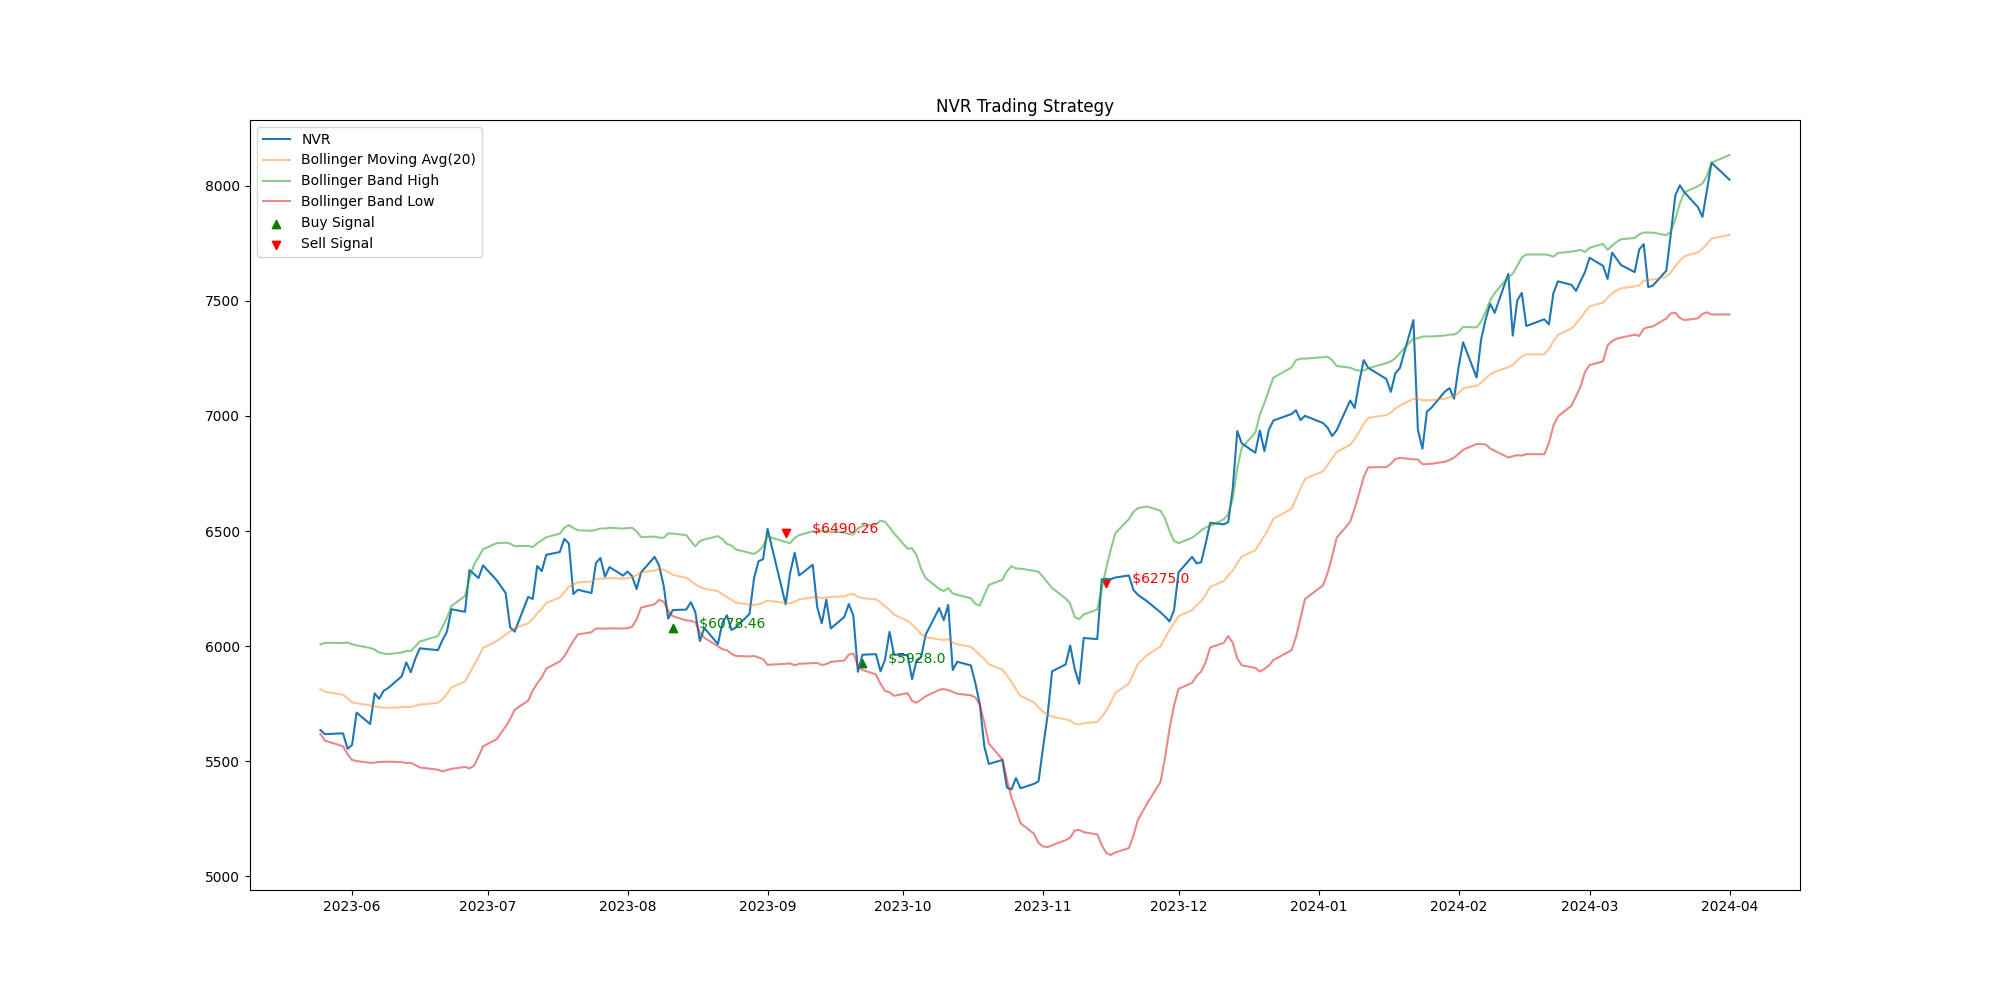 NVR Trading Strategy
NVR
Bollinger Moving Avg(20)
Bollinger Band High
Bollinger Band Low
Buy Signal
Sell Signal
8000
7500
7000
6500
6000
5500
5000
$6490.26
$6275.0
$6078.46
$5928.0
2023-06 2023-07 2023-08 2023-09 2023-10 2023-11 2023-12 2024-01 2024-02 2024-03 2024-04